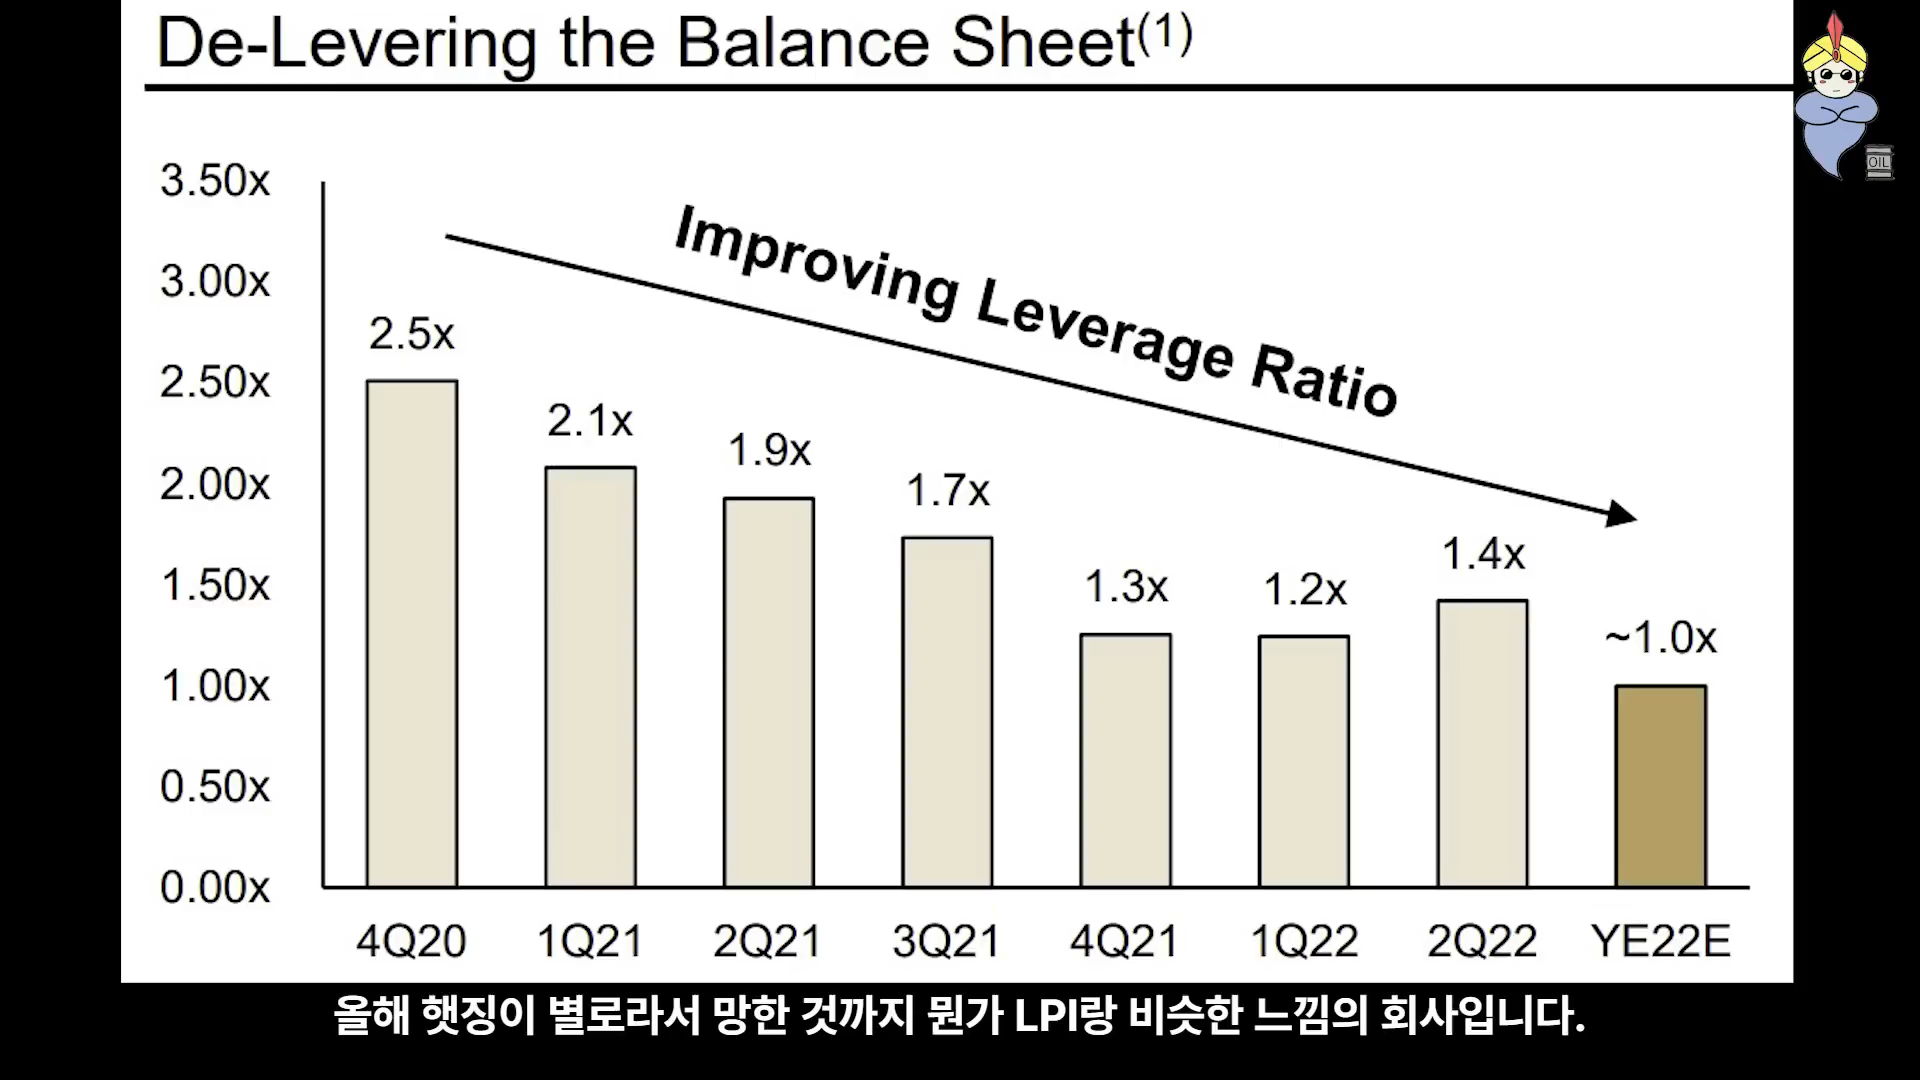 De-Levering the Balance Sheet(1)
OIL
3.50x
3.00x
2.50x
2.00x
1.50x
1.00x
0.50x
0.00x
Improving Leverage Ratio
2.5x
2.1x
1.9x
1.7x
1.3x
1.2x
1.4x
~1.0x
4Q20 1Q21 2Q21 3Q21 4Q21 1Q22 2Q22 YE22E
올해 햇징이 별로라서 망한 것까지 뭔가 LPI랑 비슷한 느낌의 회사입니다.